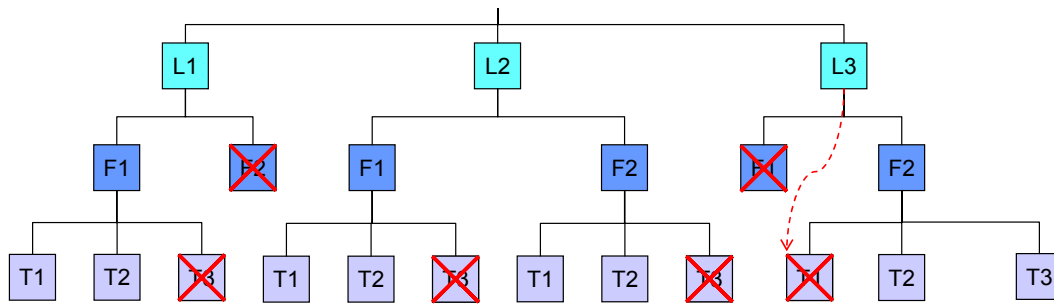 L1 L2 L3
F1 F2 F1 F2 F1 F2
T1 T2 T3 T1 T2 T3 T1 T2 T3 T1 T2 T3